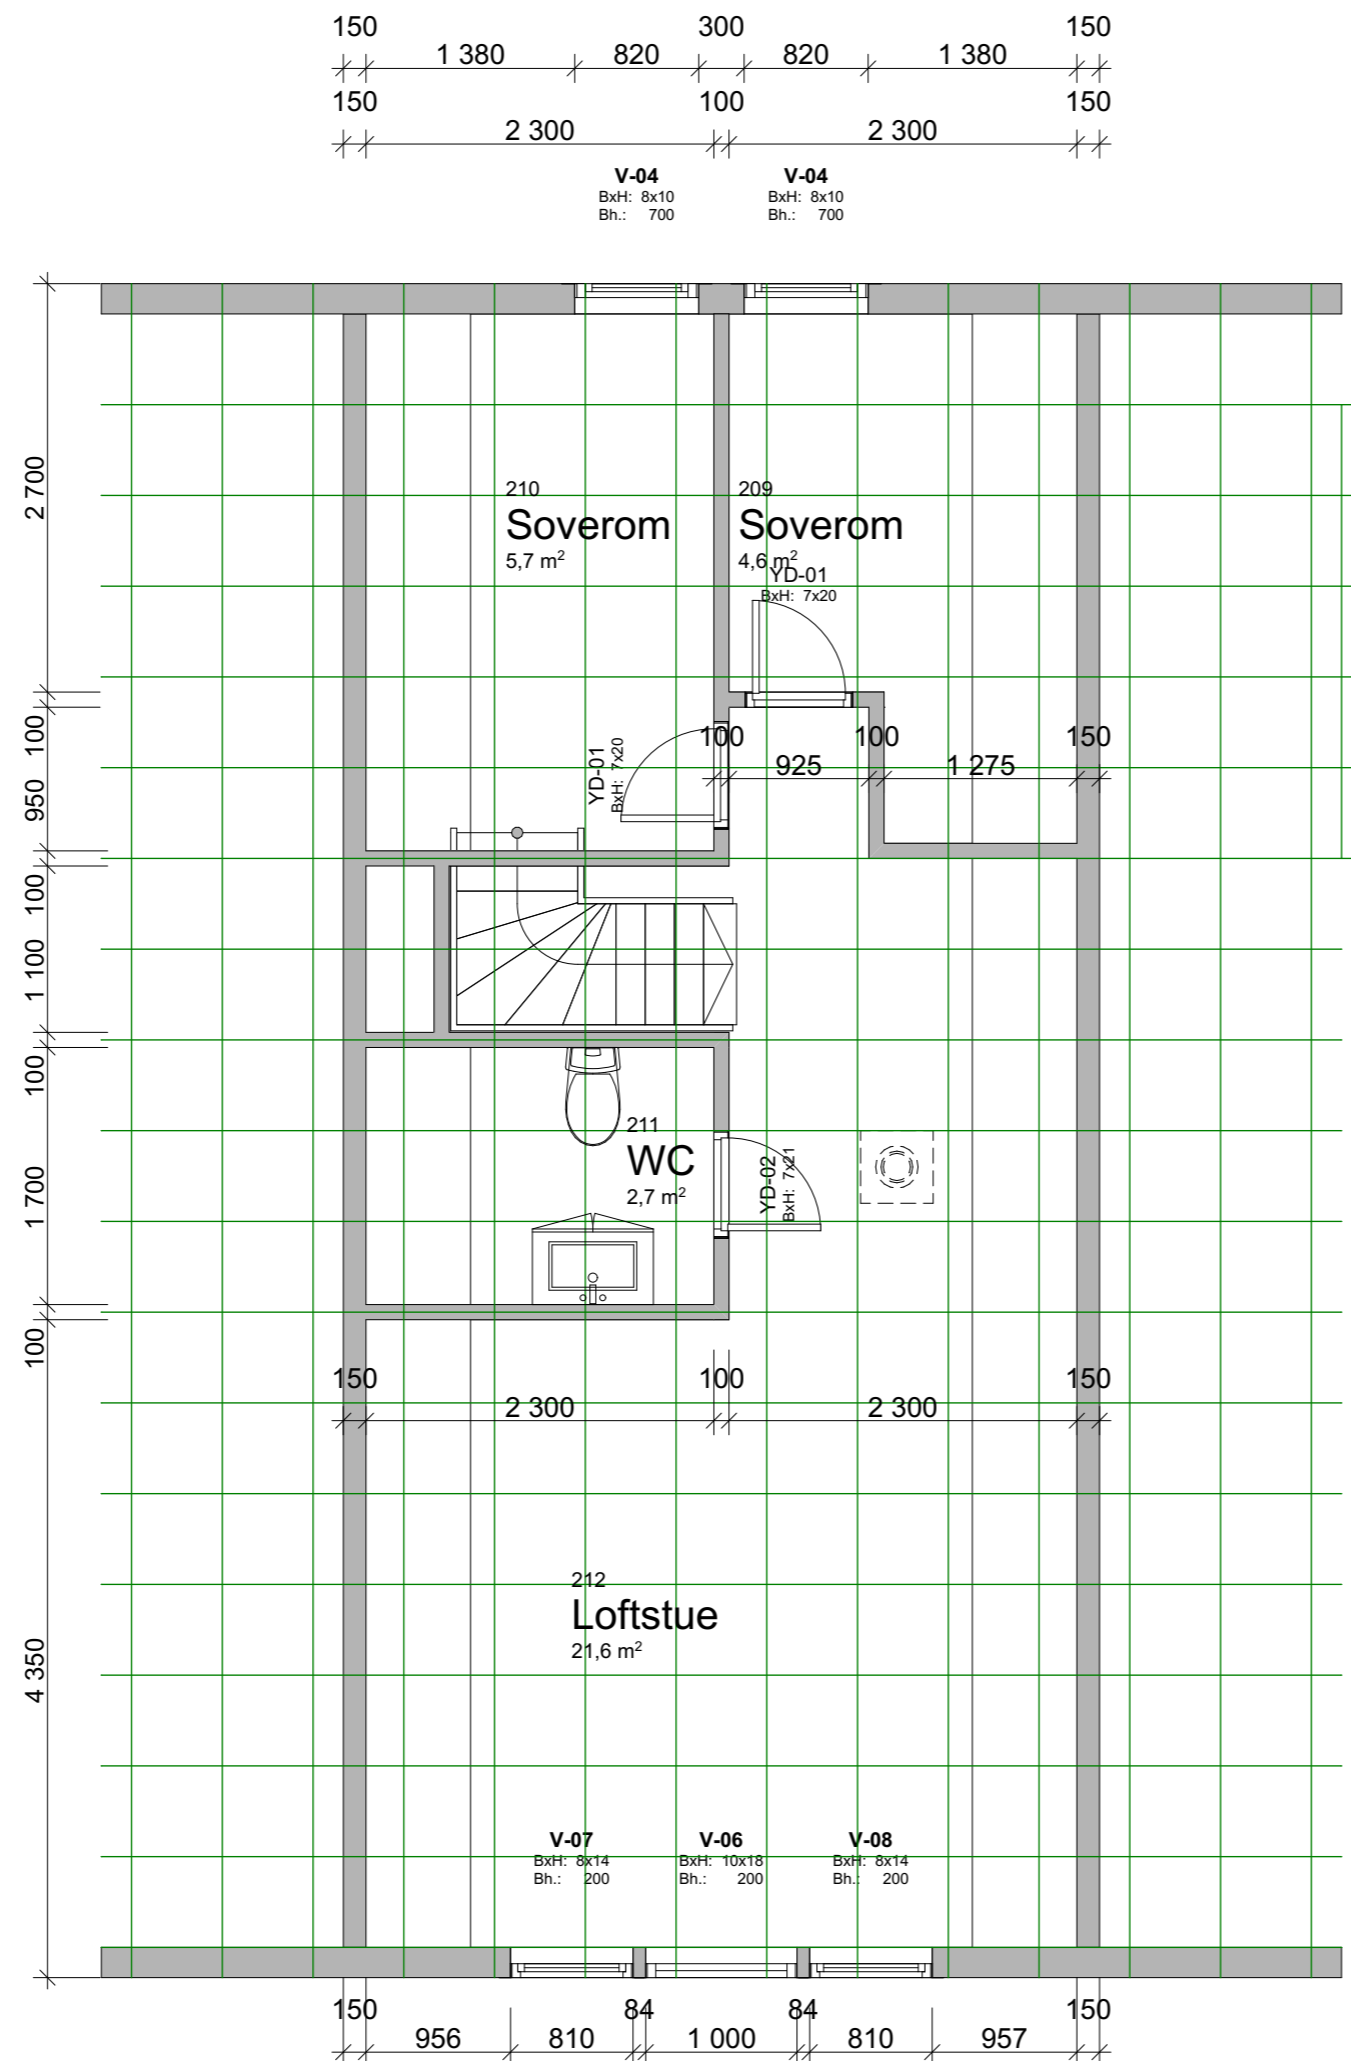 150 300 150
1 380 820 820 1 380
150 100 150
2 300 2 300
V-04 V-04
BxH: 8x10 BxH: 8x10
Bh.: 700 Bh.: 700
2 700
210 209
Soverom Soverom
5,7 m² 4,6 m²
YD-01
BxH: 7x20
100
950
YD-01
BxH: 7x20
100 100 150
925 1 275
100
1 100
100
211
WC
2,7 m²
YD-02
BxH: 7x21
1 700
100
150 100 150
2 300 2 300
212
Loftstue
21,6 m²
4 350
V-07 V-06 V-08
BxH: 8x14 BxH: 10x18 BxH: 8x14
Bh.: 200 Bh.: 200 Bh.: 200
150 84 84 150
956 810 1 000 810 957